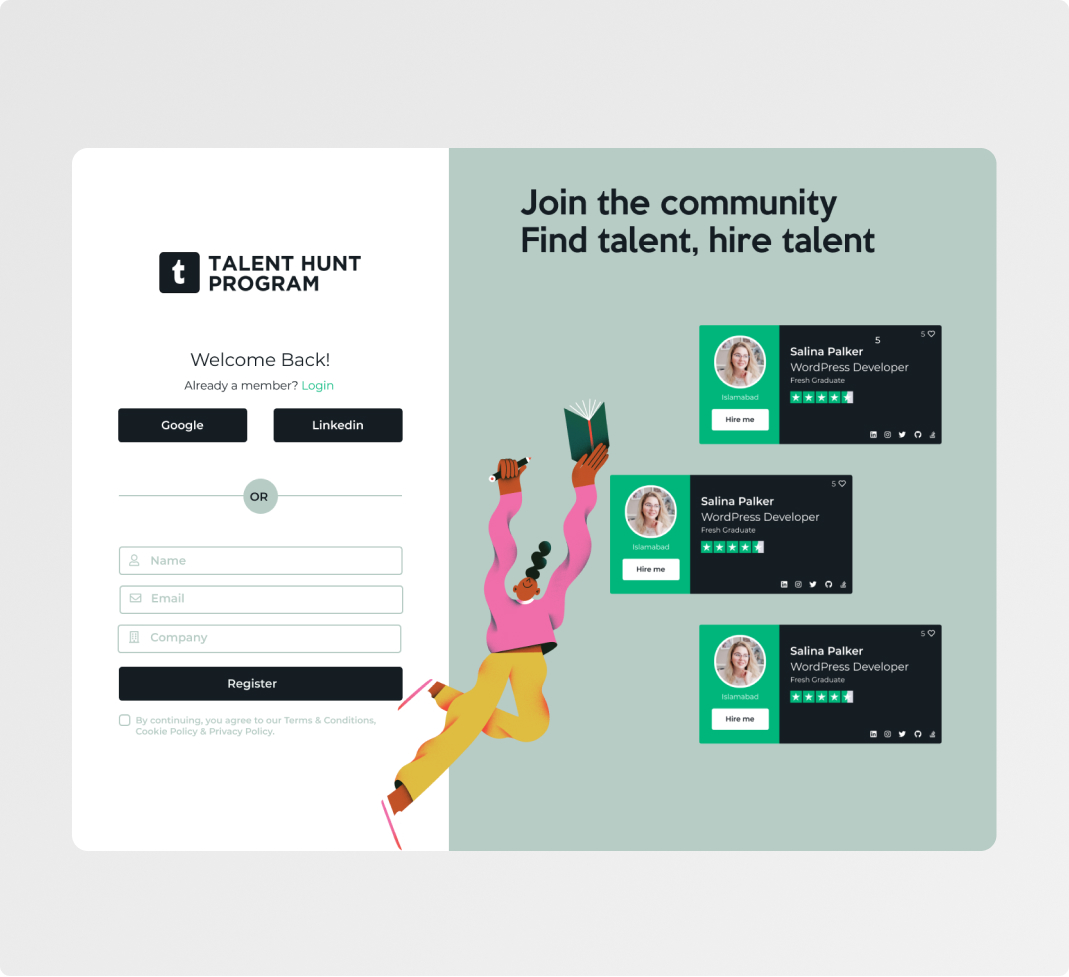 t
TALENT HUNT
PROGRAM
Welcome Back!
Already a member? Login
Google
Linkedin
OR
Name
Email
Company
Register
By continuing, you agree to our Terms & Conditions,
Cookie Policy & Privacy Policy.
Join the community
Find talent, hire talent
5
5
Salina Palker
WordPress Developer
Fresh Graduate
Islamabad
Hire me
5
Salina Palker
WordPress Developer
Fresh Graduate
Islamabad
Hire me
5
Salina Palker
WordPress Developer
Fresh Graduate
Islamabad
Hire me